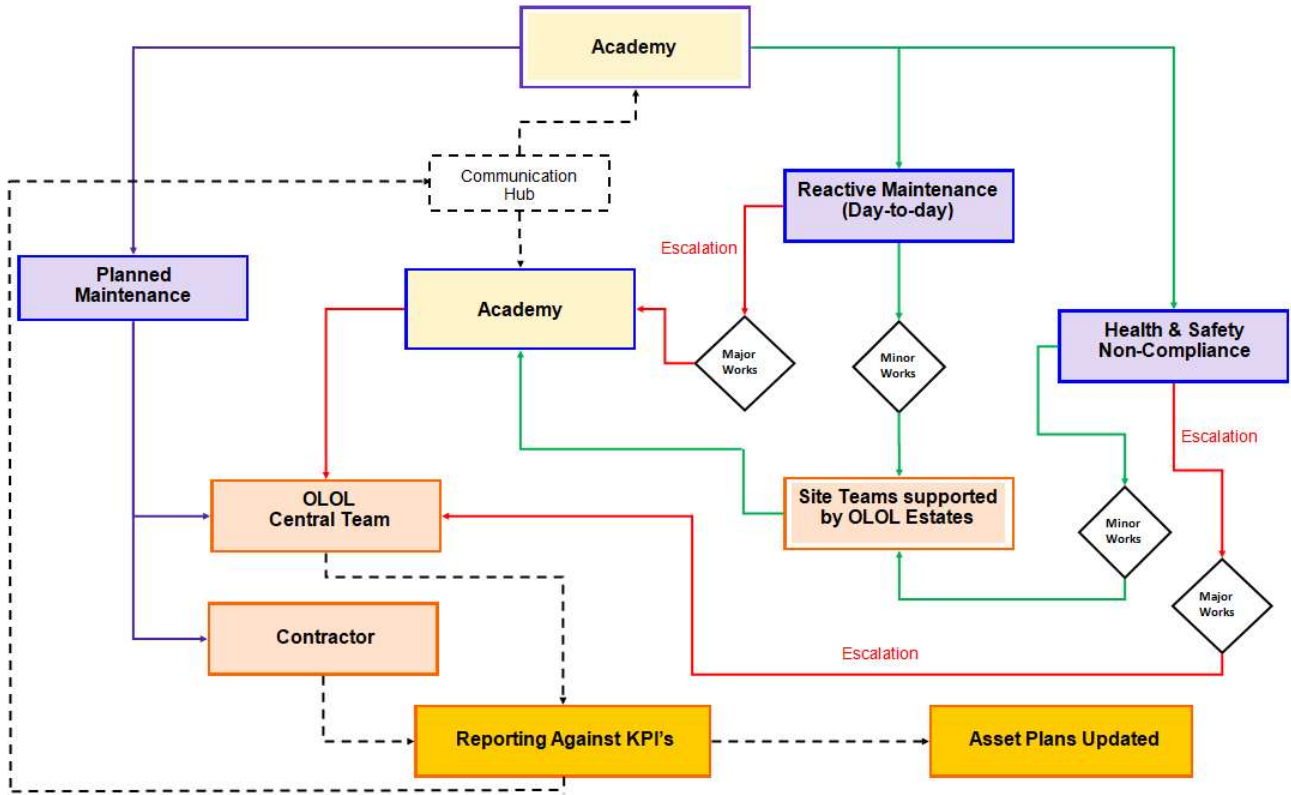 Academy
Communication
Hub
Reactive Maintenance
(Day-to-day)
Escalation
Planned
Maintenance
Academy
Health & Safety
Non-Compliance
Major
Works
Minor
Works
Escalation
OLOL
Central Team
Site Teams supported
by OLOL Estates
Minor
Works
Major
Works
Contractor
Escalation
Reporting Against KPI's
Asset Plans Updated